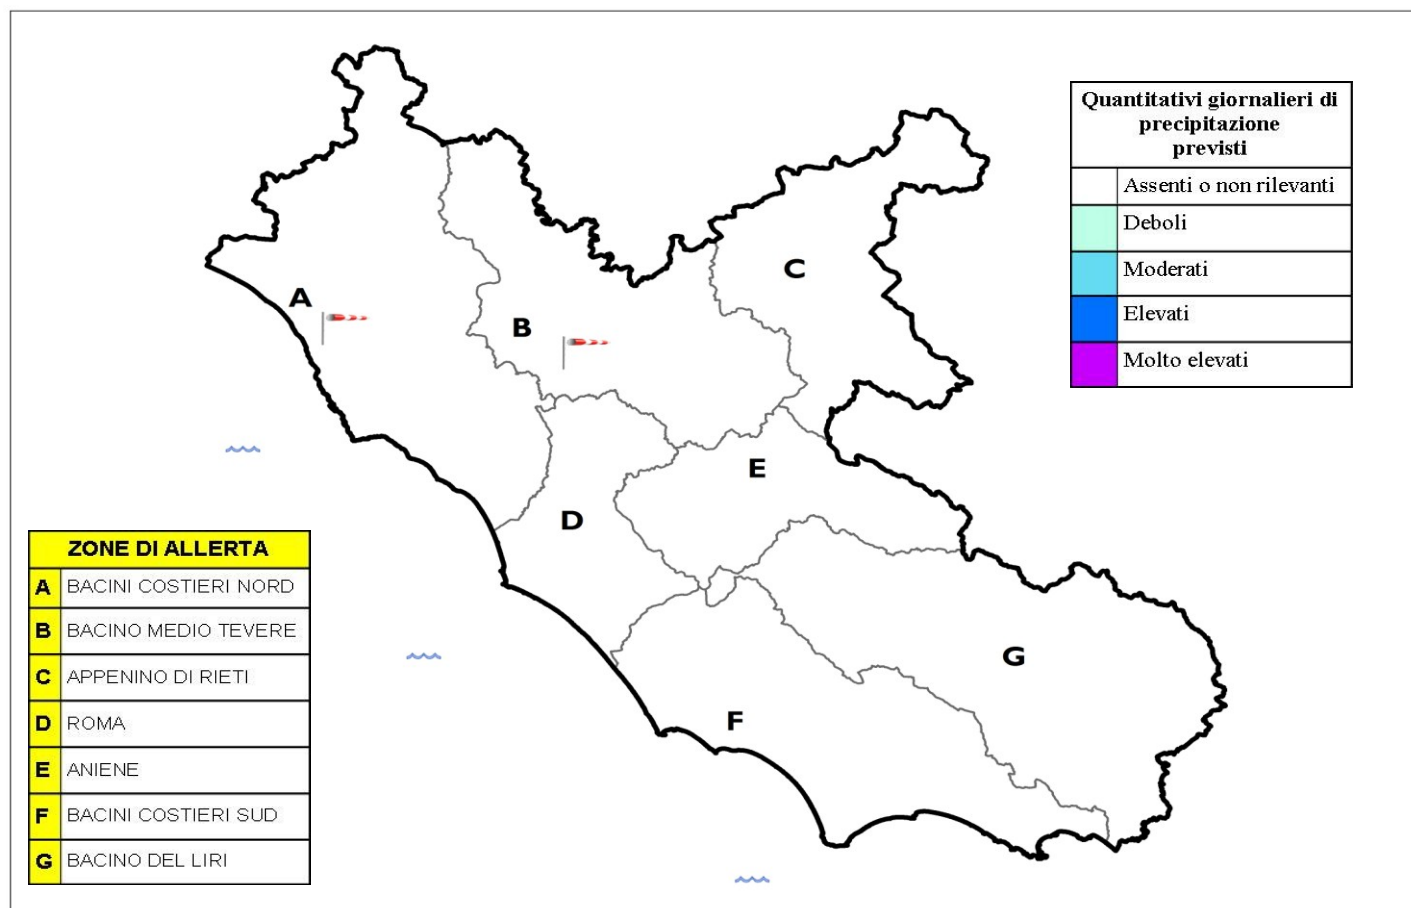 Quantitativi giornalieri di
precipitazione
previsti
Assenti o non rilevanti
Deboli
Moderati
Elevati
Molto elevati
C
A
B
E
D
G
F
ZONE DI ALLERTA
A BACINI COSTIERI NORD
B BACINO MEDIO TEVERE
C APPENINO DI RIETI
D ROMA
E ANIENE
F BACINI COSTIERI SUD
G BACINO DEL LIRI